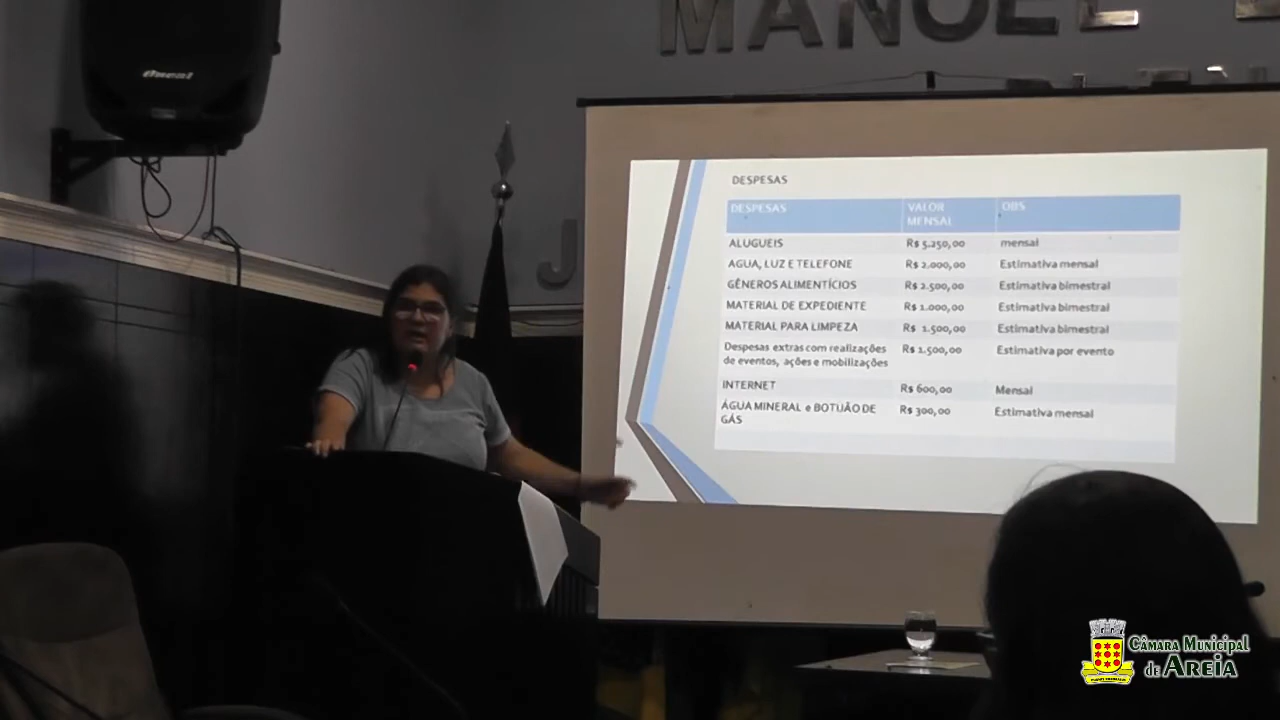 Oneal
MANOEL
J
DESPESAS
DESPESAS VALOR MENSAL OBS
ALUGUEIS R$ 5.250,00 mensal
AGUA, LUZ E TELEFONE R$ 2.000,00 Estimativa mensal
GÊNEROS ALIMENTÍCIOS R$ 2.500,00 Estimativa bimestral
MATERIAL DE EXPEDIENTE R$ 1.000,00 Estimativa bimestral
MATERIAL PARA LIMPEZA R$ 1.500,00 Estimativa bimestral
Despesas extras com realizações de eventos, ações e mobilizações R$ 1.500,00 Estimativa por evento
INTERNET R$ 600,00 Mensal
ÁGUA MINERAL e BOTIJÃO DE GÁS R$ 300,00 Estimativa mensal
Câmara Municipal
de AREIA